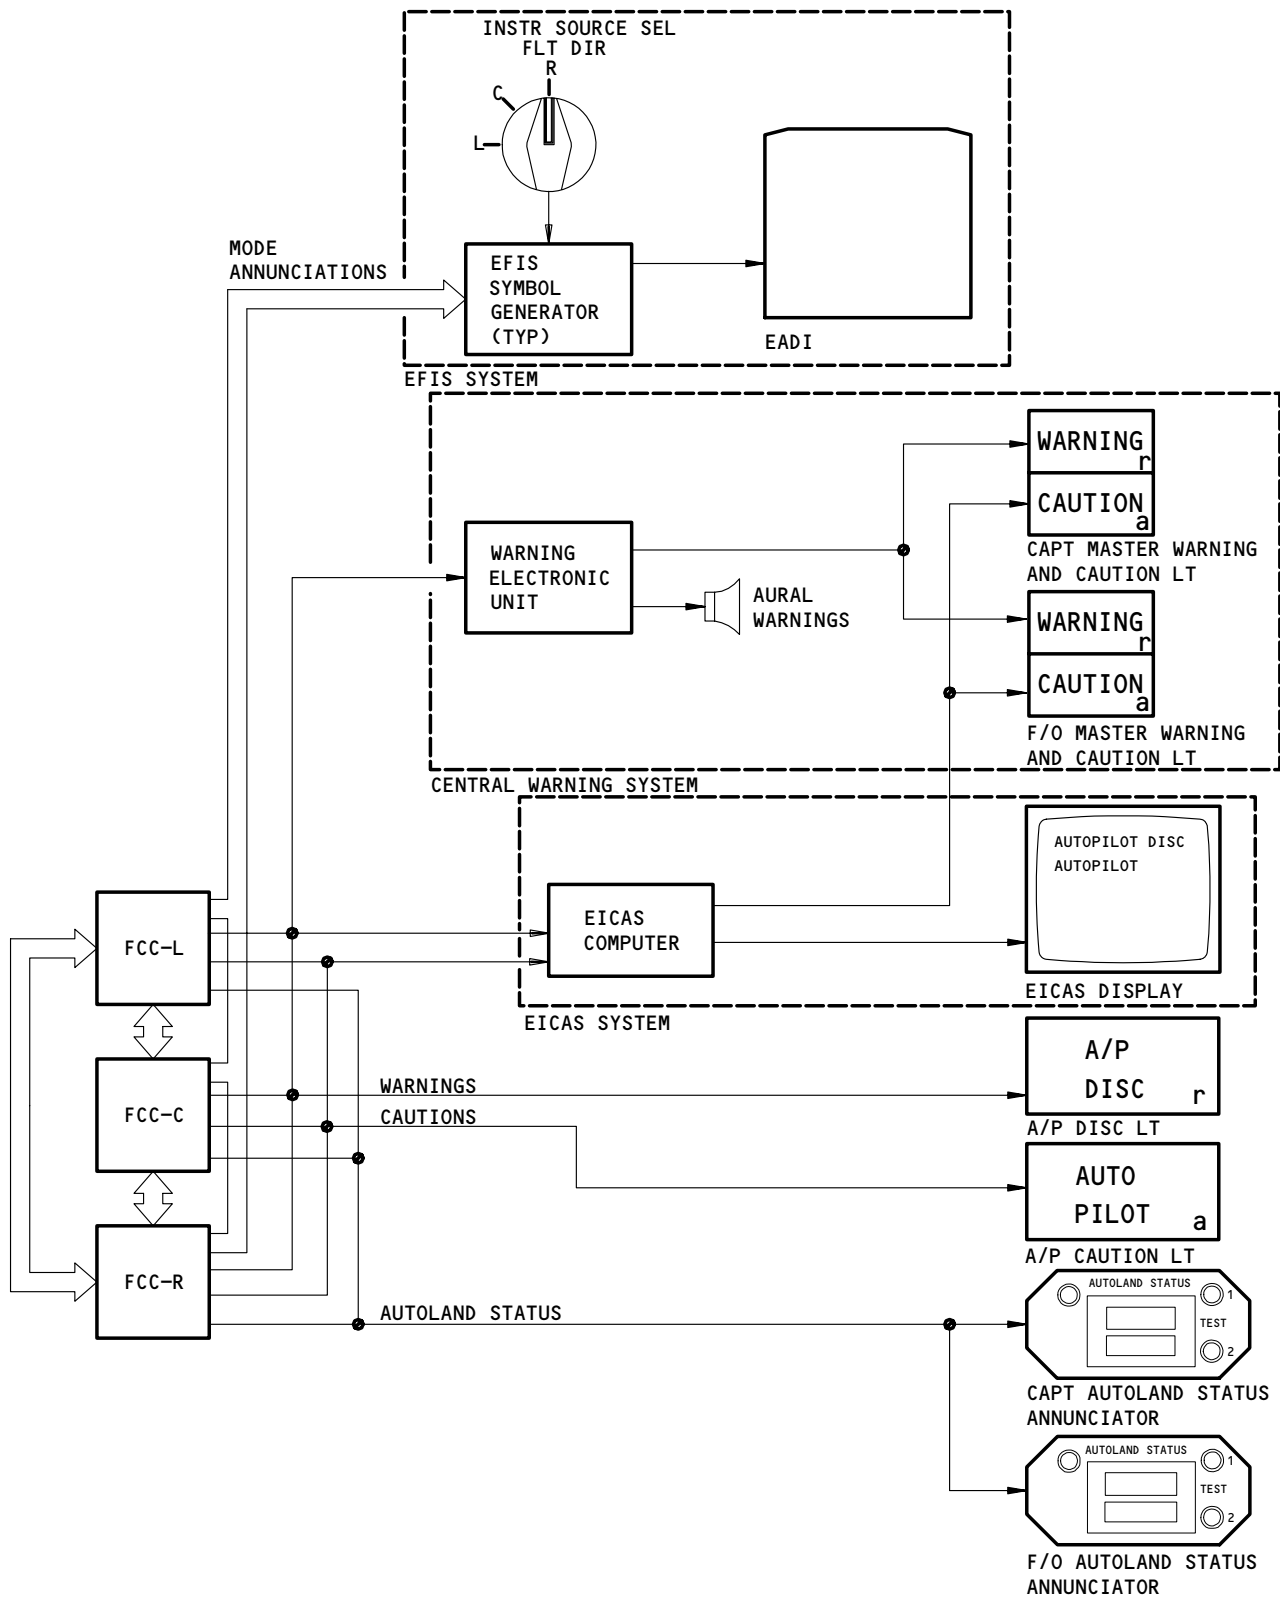 INSTR SOURCE SEL
FLT DIR
R
C
L
MODE
ANNUNCIATIONS
EFIS
SYMBOL
GENERATOR
(TYP)
EADI
EFIS SYSTEM
WARNING
r
CAUTION
a
CAPT MASTER WARNING
AND CAUTION LT
WARNING
ELECTRONIC
UNIT
AURAL
WARNINGS
WARNING
r
CAUTION
a
F/O MASTER WARNING
AND CAUTION LT
CENTRAL WARNING SYSTEM
AUTOPILOT DISC
AUTOPILOT
EICAS
COMPUTER
EICAS DISPLAY
EICAS SYSTEM
FCC-L
FCC-C
FCC-R
WARNINGS
CAUTIONS
AUTOLAND STATUS
A/P
DISC
r
A/P DISC LT
AUTO
PILOT
a
A/P CAUTION LT
AUTOLAND STATUS
1
TEST
2
CAPT AUTOLAND STATUS
ANNUNCIATOR
AUTOLAND STATUS
1
TEST
2
F/O AUTOLAND STATUS
ANNUNCIATOR